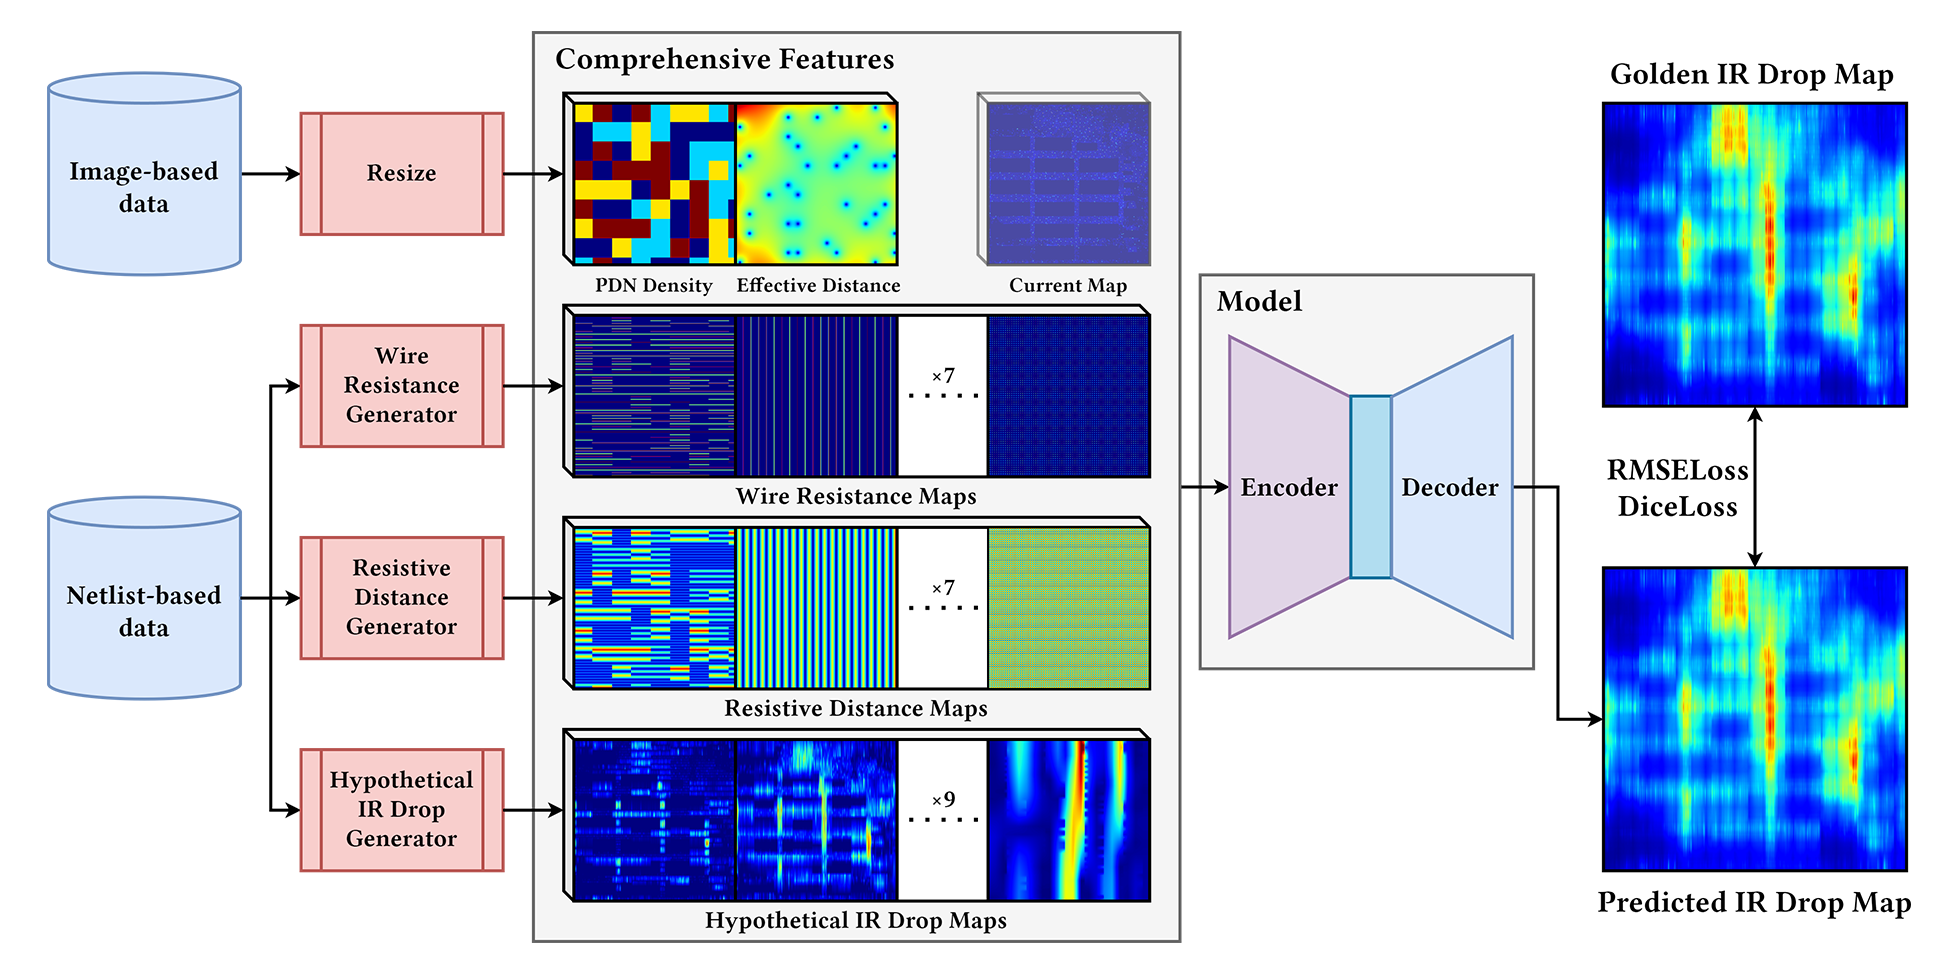 Comprehensive Features
Image-based
data
Resize
PDN Density
Effective Distance
Current Map
Wire
Resistance
Generator
×7
Wire Resistance Maps
Netlist-based
data
Resistive
Distance
Generator
×7
Resistive Distance Maps
Hypothetical
IR Drop
Generator
×9
Hypothetical IR Drop Maps
Model
Encoder
Decoder
Golden IR Drop Map
RMSELoss
DiceLoss
Predicted IR Drop Map